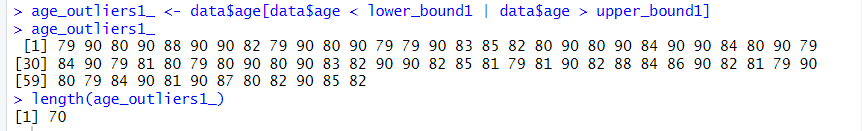 > age_outliers1_ <- data$age[data$age < lower_bound1 | data$age > upper_bound1]
> age_outliers1_
[1] 79 90 80 90 88 90 90 82 79 90 80 90 79 79 90 83 85 82 80 90 80 90 84 90 90 84 80 90 79
[30] 84 90 79 81 80 79 80 90 80 90 83 82 90 90 82 85 81 79 81 90 82 88 84 86 90 82 81 79 90
[59] 80 79 84 90 81 90 87 80 82 90 85 82
> length(age_outliers1_)
[1] 70